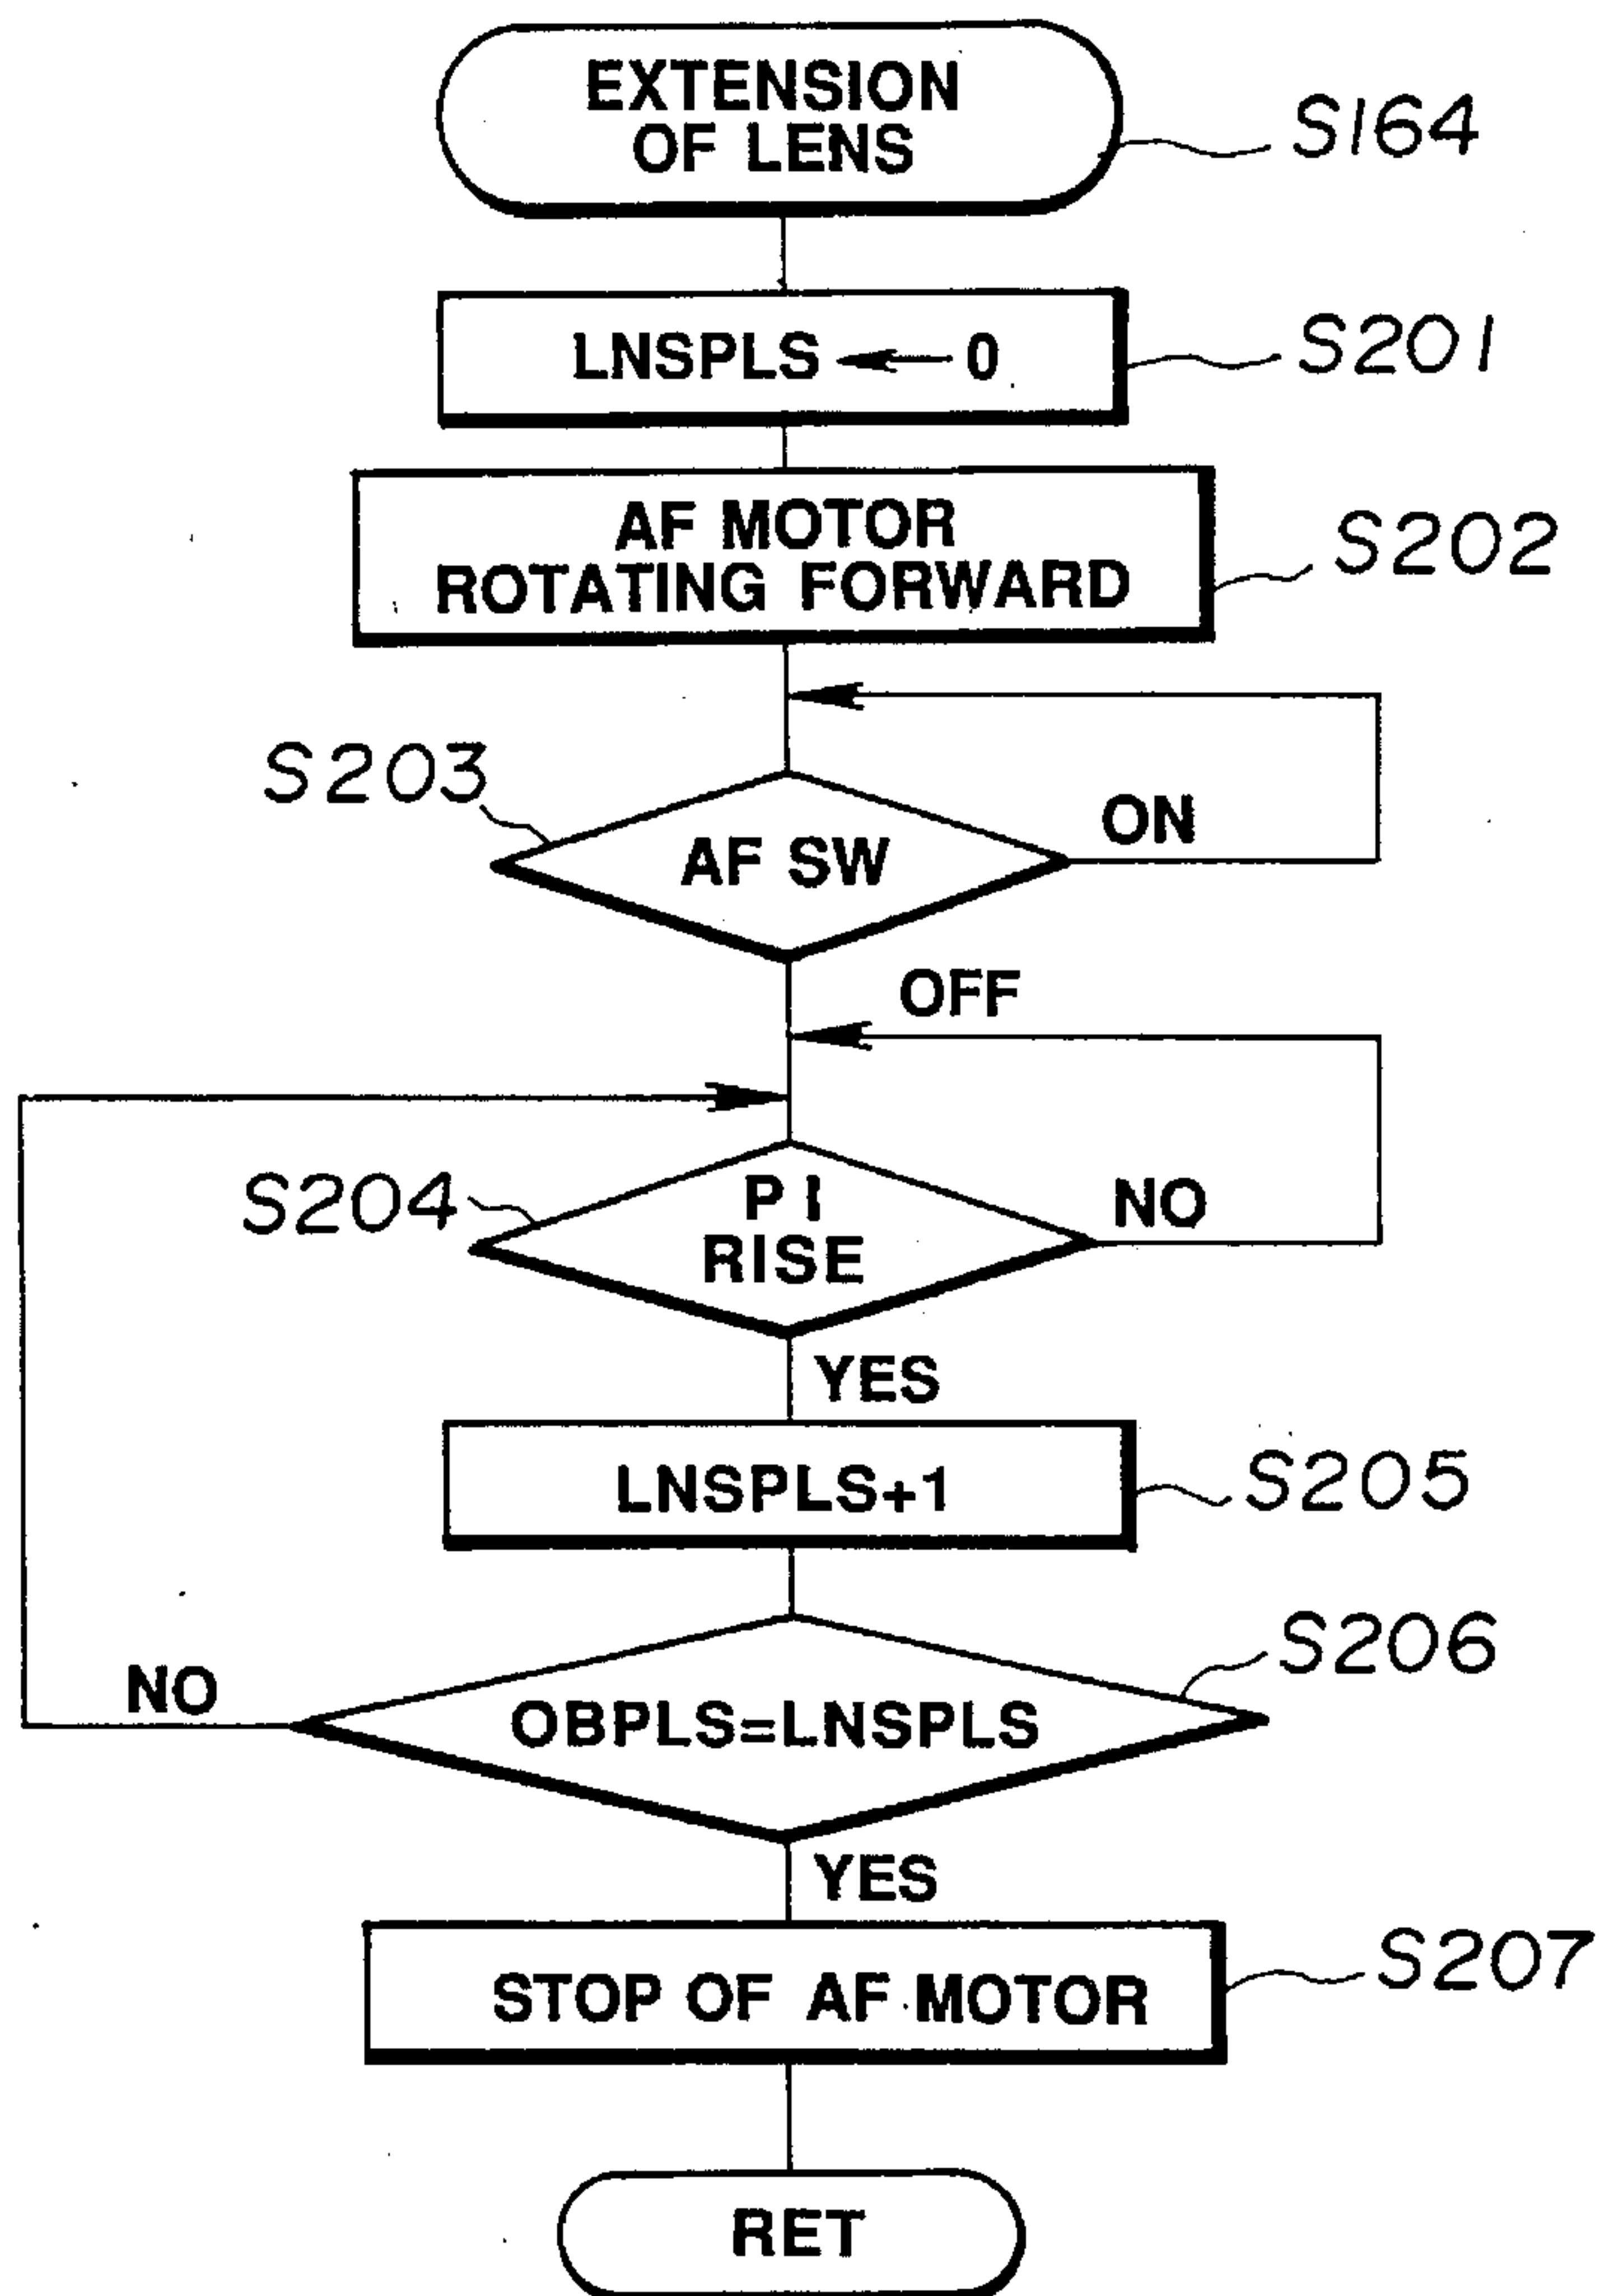 EXTENSION
OF LENS
S164
LNSPLS ← 0
S201
AF MOTOR
ROTATING FORWARD
S202
S203
AF SW
ON
OFF
S204
PI
RISE
NO
YES
LNSPLS+1
S205
S206
NO
OBPLS=LNSPLS
YES
STOP OF AF MOTOR
S207
RET